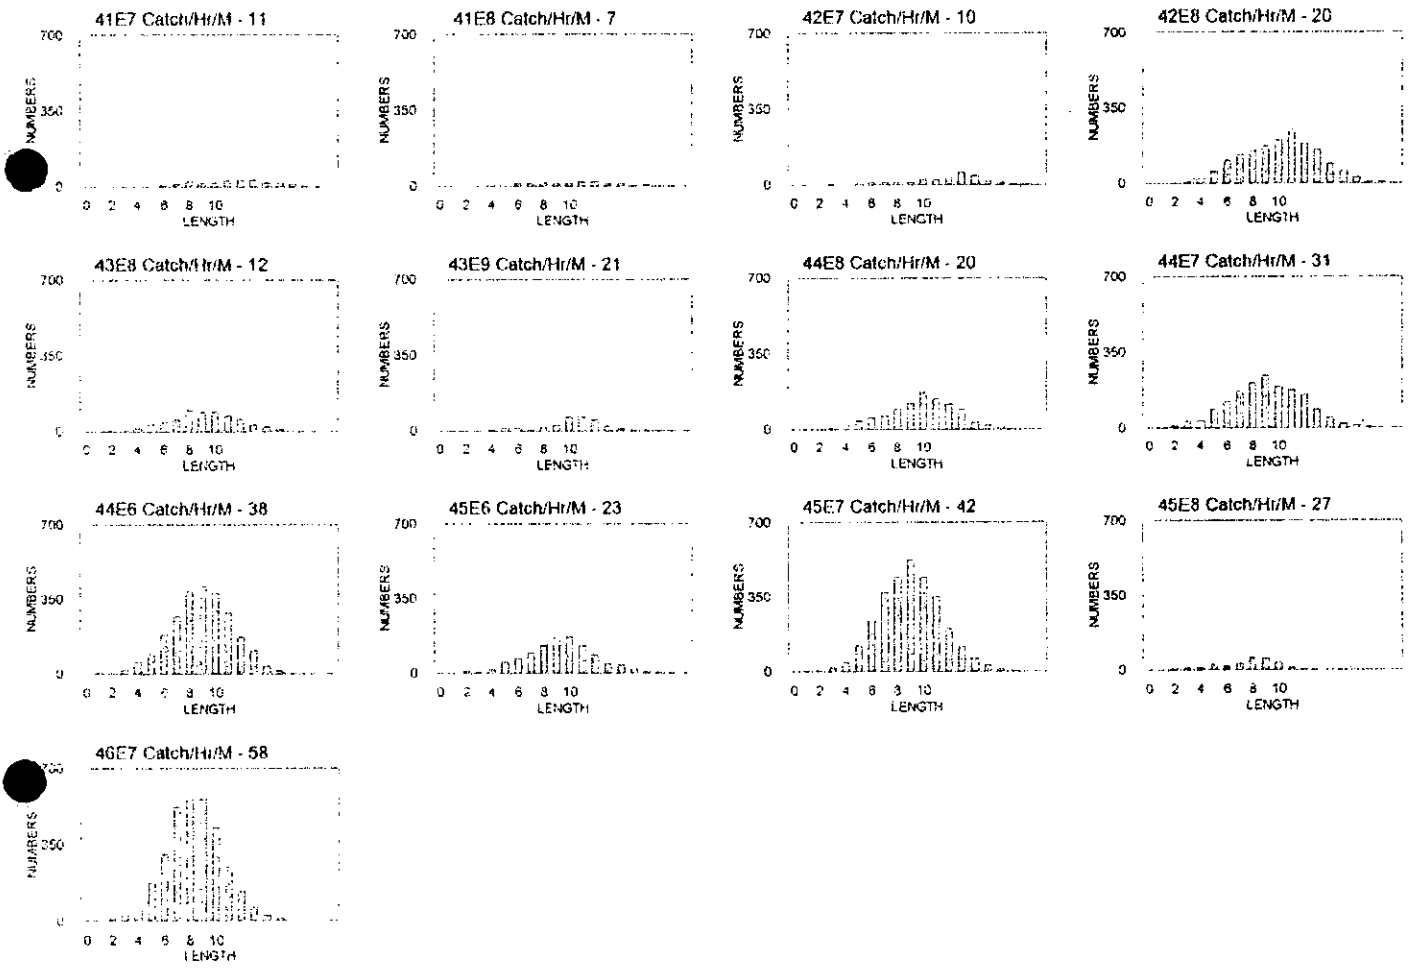 41E7 Catch/Hr/M - 11
700
350
0
NUMBERS
0 2 4 6 8 10
LENGTH
41E8 Catch/Hr/M - 7
700
350
0
NUMBERS
0 2 4 6 8 10
LENGTH
42E7 Catch/Hr/M - 10
700
350
0
NUMBERS
0 2 4 6 8 10
LENGTH
42E8 Catch/Hr/M - 20
700
350
0
NUMBERS
0 2 4 6 8 10
LENGTH
43E8 Catch/Hr/M - 12
700
350
0
NUMBERS
0 2 4 6 8 10
LENGTH
43E9 Catch/Hr/M - 21
700
350
0
NUMBERS
0 2 4 6 8 10
LENGTH
44E8 Catch/Hr/M - 20
700
350
0
NUMBERS
0 2 4 6 8 10
LENGTH
44E7 Catch/Hr/M - 31
700
350
0
NUMBERS
0 2 4 6 8 10
LENGTH
44E6 Catch/Hr/M - 38
700
350
0
NUMBERS
0 2 4 6 8 10
LENGTH
45E6 Catch/Hr/M - 23
700
350
0
NUMBERS
0 2 4 6 8 10
LENGTH
45E7 Catch/Hr/M - 42
700
350
0
NUMBERS
0 2 4 6 8 10
LENGTH
45E8 Catch/Hr/M - 27
700
350
0
NUMBERS
0 2 4 6 8 10
LENGTH
46E7 Catch/Hr/M - 58
700
350
0
NUMBERS
0 2 4 6 8 10
LENGTH